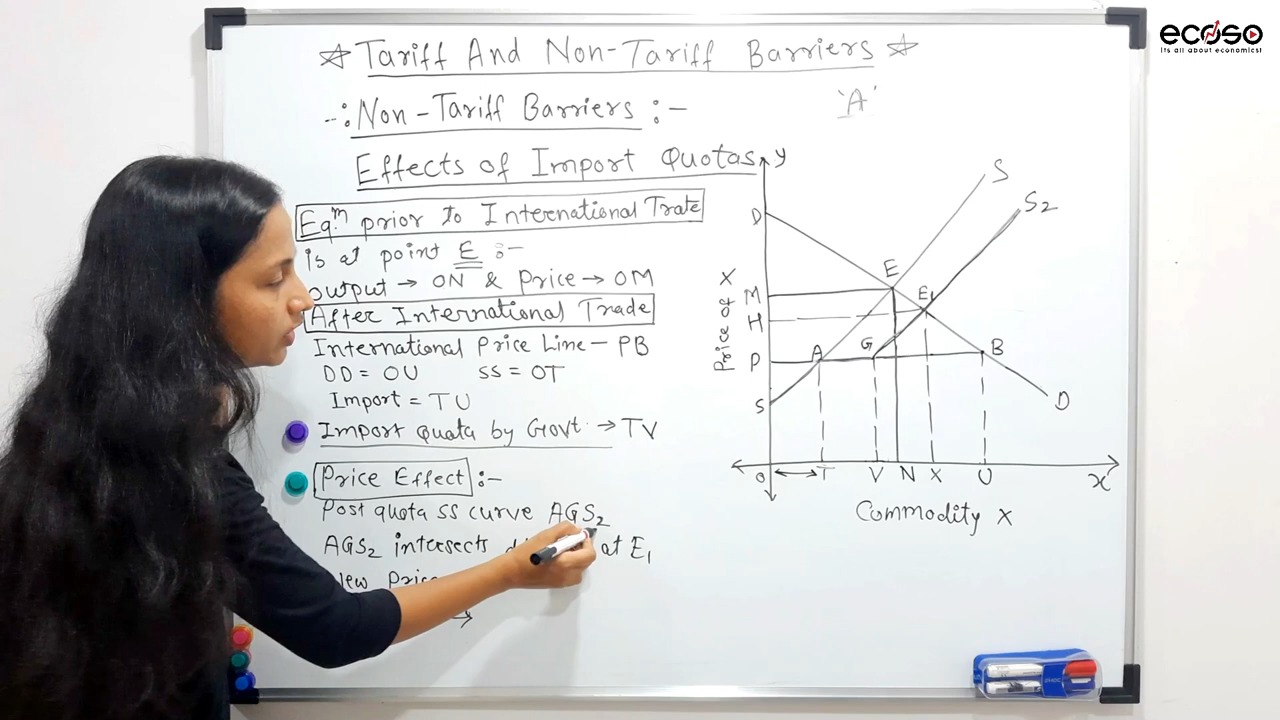 ecoso
its all about economics!
☆ Tariff And Non-Tariff Barriers ☆
Non-Tariff Barriers :-
'A'
Effects of Import Quotas
Eqm prior to International Trate
is at point E :-
output → ON & Price → OM
After International Trade
International Price Line - PB
DD = OU SS = OT
Import = TU
Import quota by Govt. → TV
Price Effect :-
Post quota ss curve AGS2
AGS2 intersects at E1
New
→
Y
S
S2
D
E
M
E1
H
Price of X
P
A
G
B
S
D
O
T
V
N
X
U
X
Commodity X